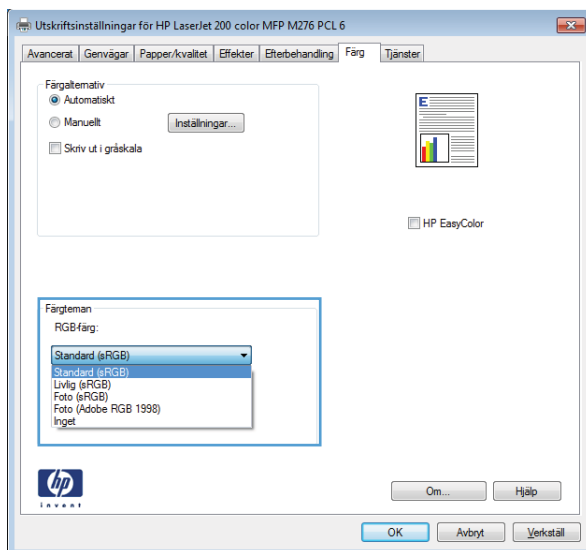 Utskriftsinställningar för HP LaserJet 200 color MFP M276 PCL 6
Avancerat Genvägar Papper/kvalitet Effekter Efterbehandling Färg Tjänster
Färgalternativ
Automatiskt
Manuellt Inställningar...
Skriv ut i gråskala
E
HP EasyColor
Färgteman
RGB-färg:
Standard (sRGB)
Standard (sRGB)
Livlig (sRGB)
Foto (sRGB)
Foto (Adobe RGB 1998)
Inget
hp
invent
Om... Hjälp
OK Avbryt Verkställ